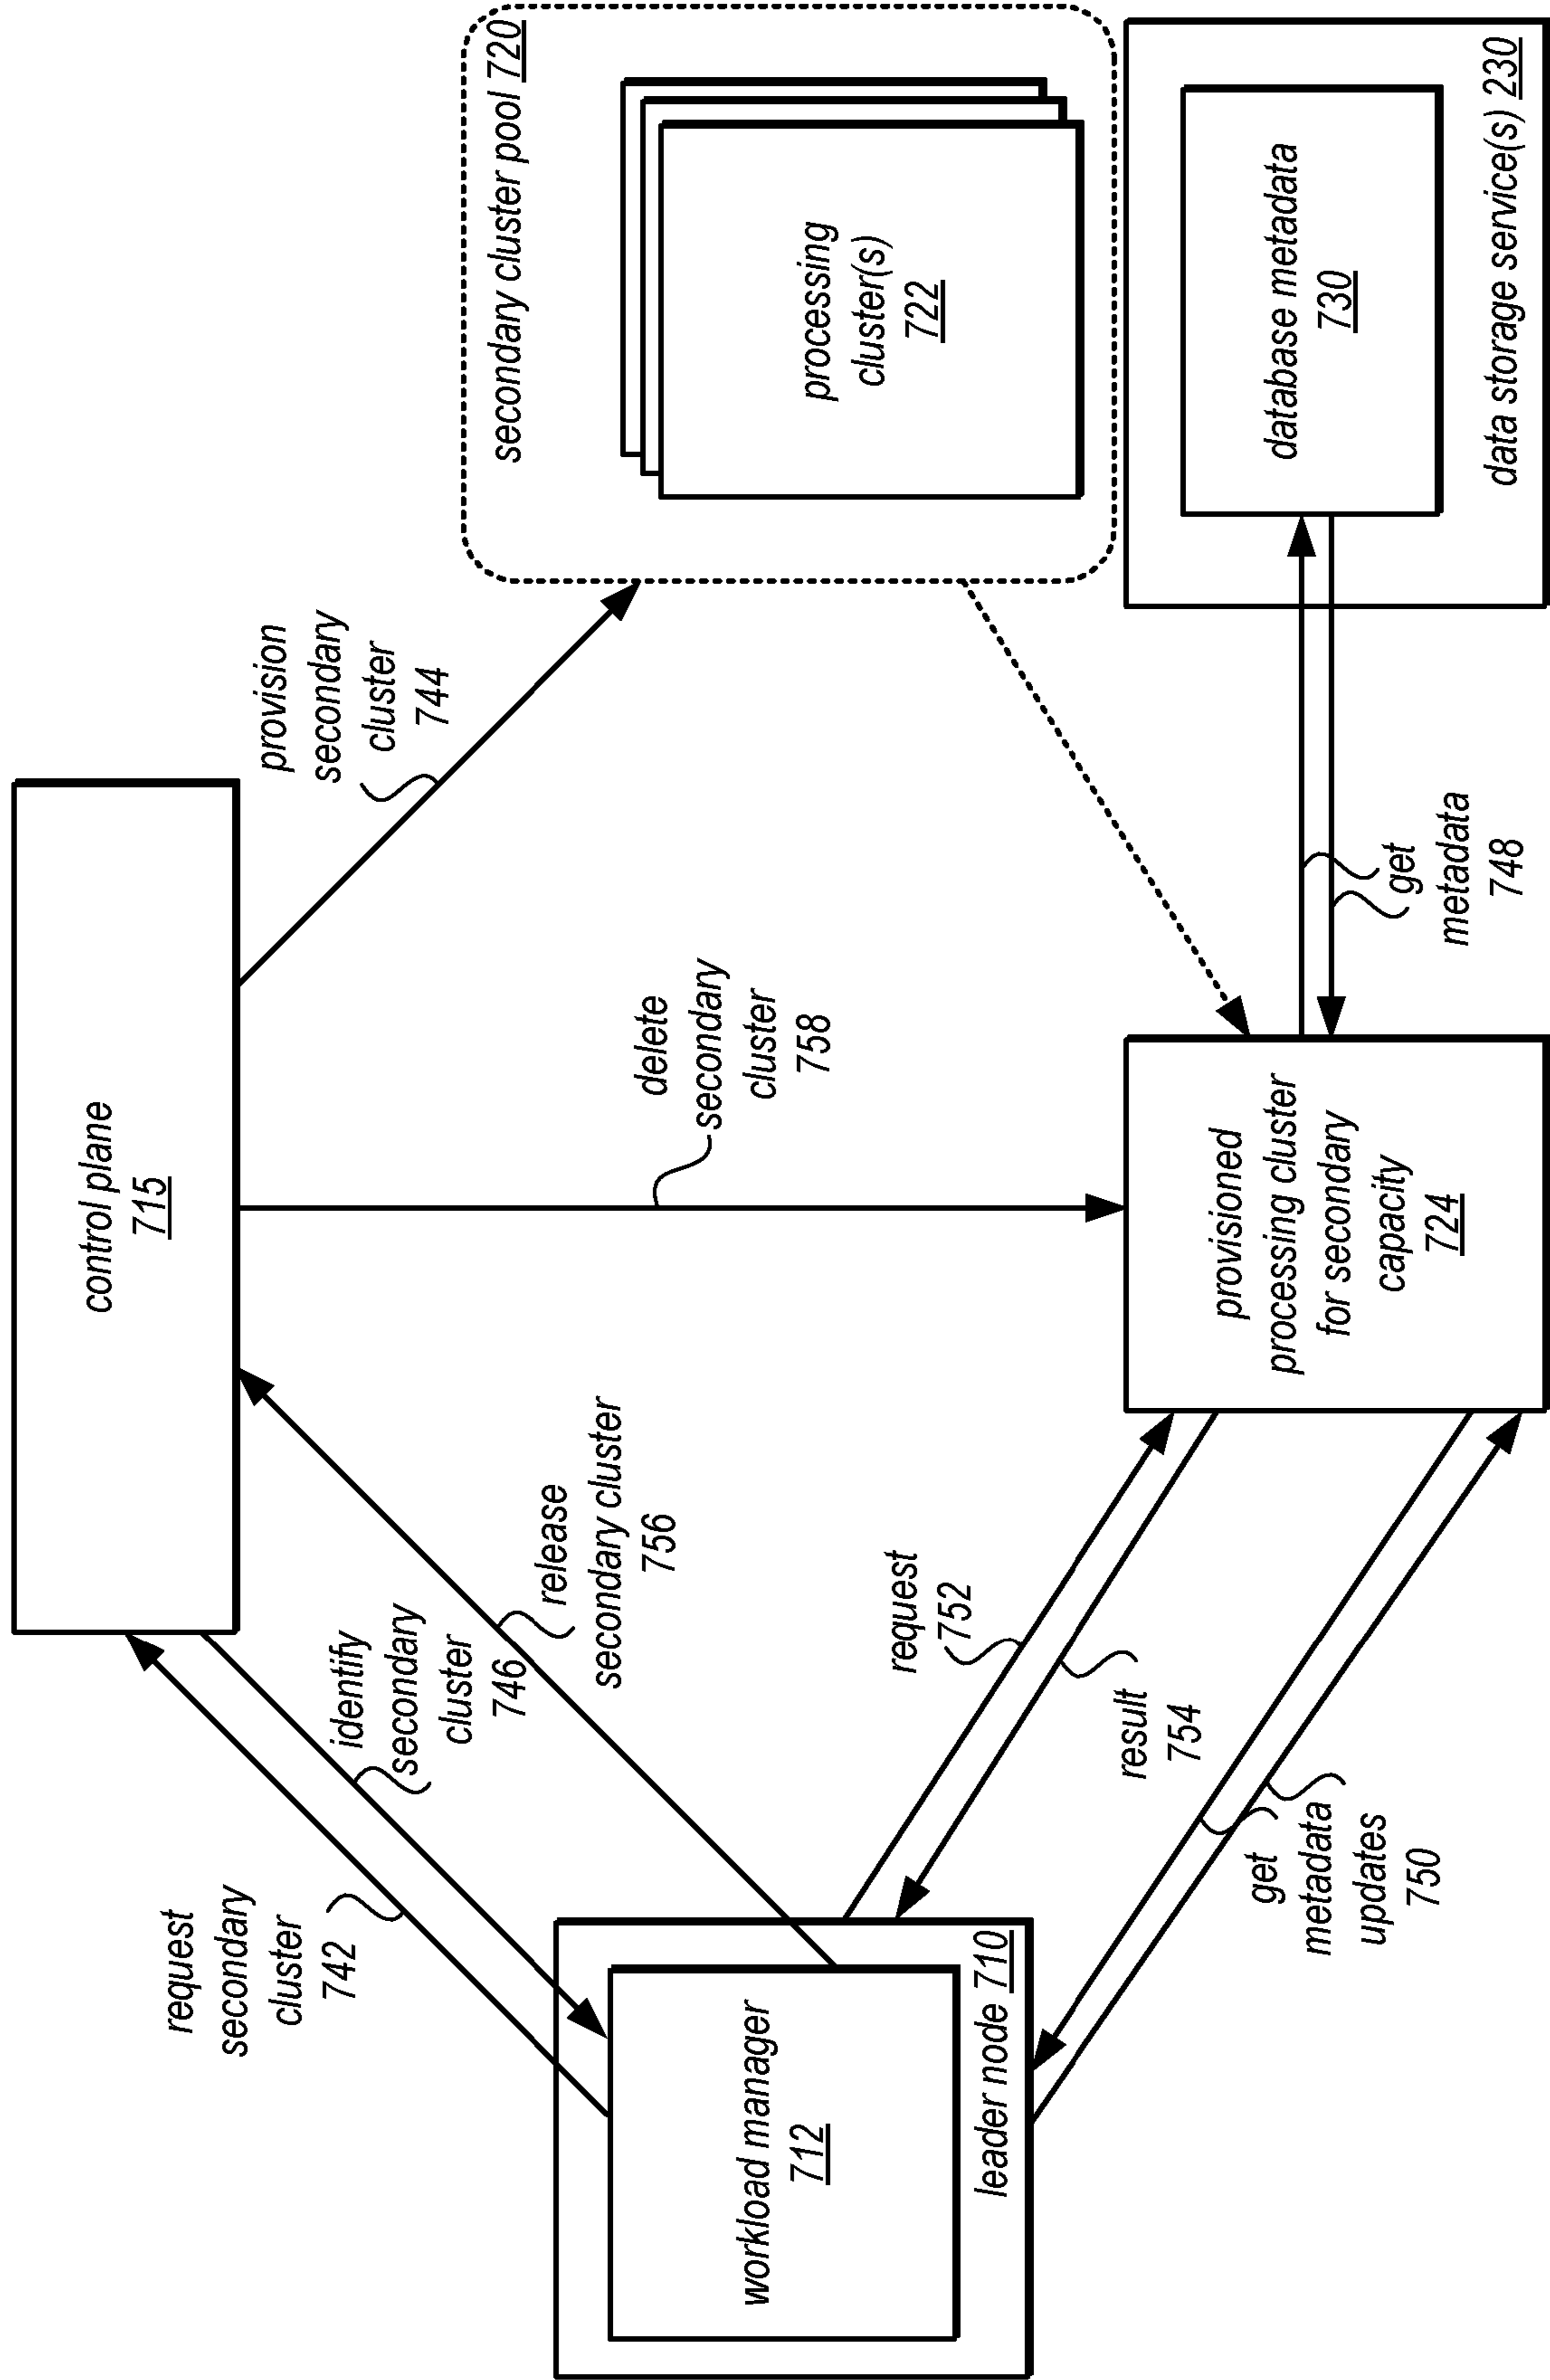 control plane
715
secondary cluster pool 720
processing
cluster(s)
722
provision
secondary
cluster
744
request
secondary
cluster
742
identify
secondary
cluster
746
release
secondary cluster
756
delete
secondary
cluster
758
workload manager
712
leader node 710
request
752
result
754
get
metadata
updates
750
provisioned
processing cluster
for secondary
capacity
724
get
metadata
748
database metadata
730
data storage service(s) 230